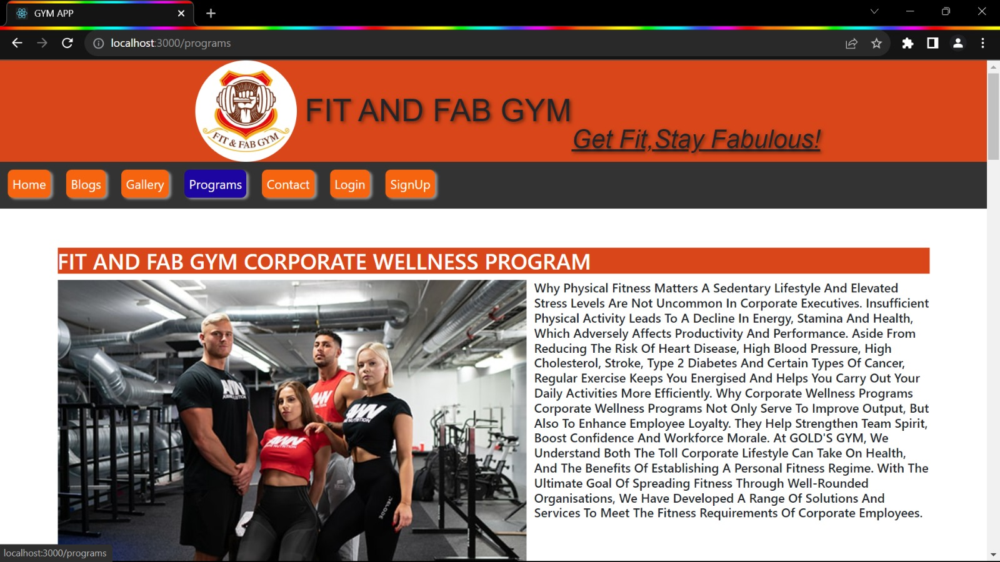 GYM APP
localhost:3000/programs
FIT & FAB GYM
FIT AND FAB GYM
Get Fit,Stay Fabulous!
Home Blogs Gallery Programs Contact Login SignUp
FIT AND FAB GYM CORPORATE WELLNESS PROGRAM
Why Physical Fitness Matters A Sedentary Lifestyle And Elevated
Stress Levels Are Not Uncommon In Corporate Executives. Insufficient
Physical Activity Leads To A Decline In Energy, Stamina And Health,
Which Adversely Affects Productivity And Performance. Aside From
Reducing The Risk Of Heart Disease, High Blood Pressure, High
Cholesterol, Stroke, Type 2 Diabetes And Certain Types Of Cancer,
Regular Exercise Keeps You Energised And Helps You Carry Out Your
Daily Activities More Efficiently. Why Corporate Wellness Programs
Corporate Wellness Programs Not Only Serve To Improve Output, But
Also To Enhance Employee Loyalty. They Help Strengthen Team Spirit,
Boost Confidence And Workforce Morale. At GOLD'S GYM, We
Understand Both The Toll Corporate Lifestyle Can Take On Health,
And The Benefits Of Establishing A Personal Fitness Regime. With The
Ultimate Goal Of Spreading Fitness Through Well-Rounded
Organisations, We Have Developed A Range Of Solutions And
Services To Meet The Fitness Requirements Of Corporate Employees.
localhost:3000/programs